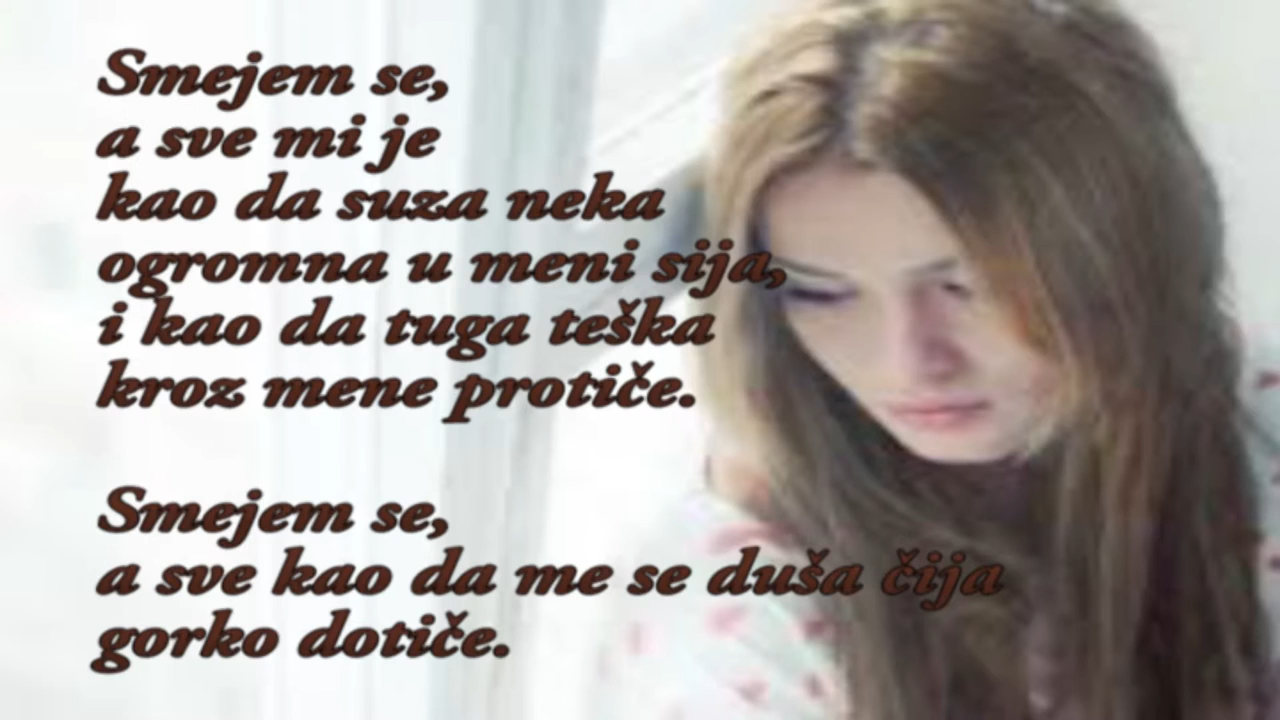 Smejem se,
a sve mi je
kao da suza neka
ogromna u meni sija,
i kao da tuga teška
kroz mene protiče.
Smejem se,
a sve kao da me se duša čija
gorko dotiče.